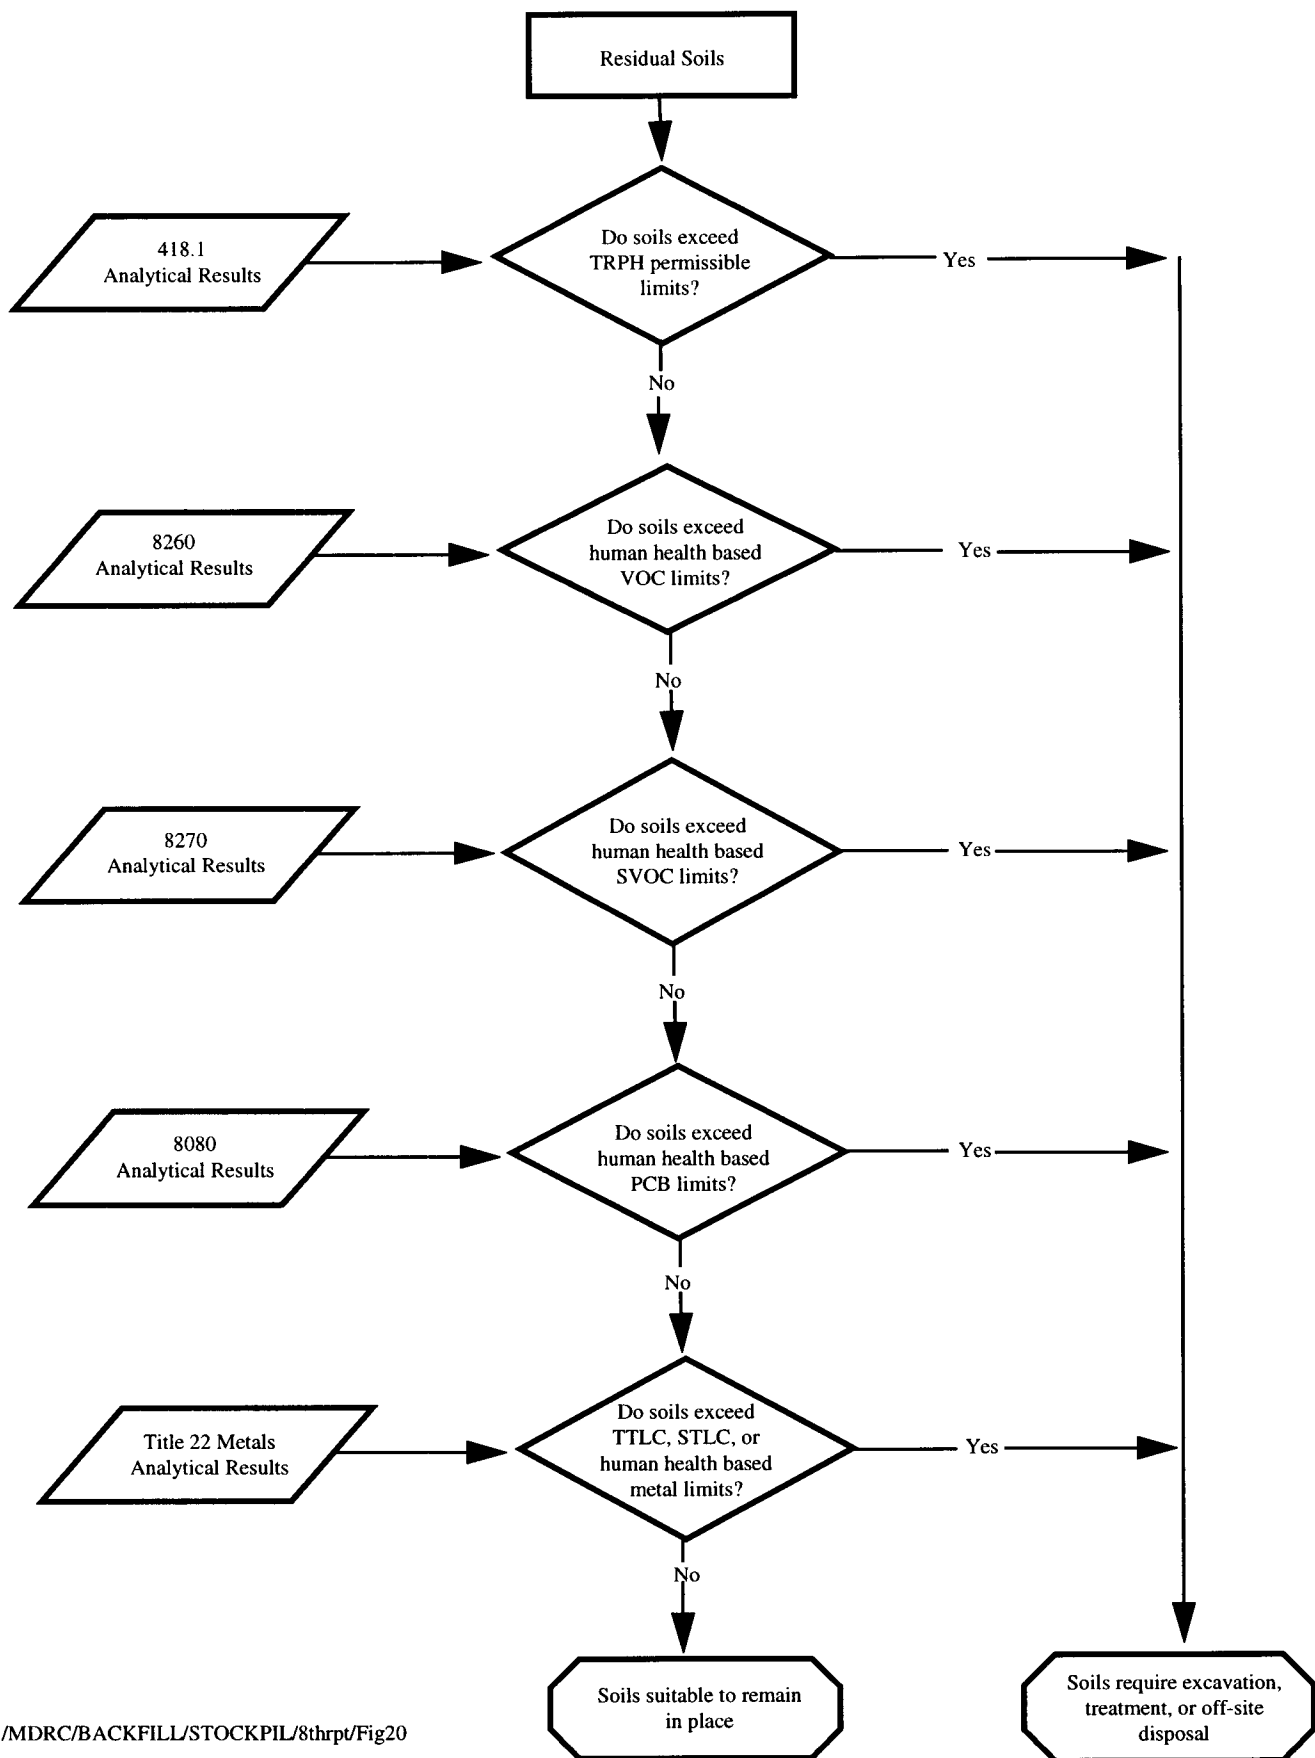 Residual Soils
418.1
Analytical Results
Do soils exceed
TRPH permissible
limits?
Yes
No
8260
Analytical Results
Do soils exceed
human health based
VOC limits?
Yes
No
8270
Analytical Results
Do soils exceed
human health based
SVOC limits?
Yes
No
8080
Analytical Results
Do soils exceed
human health based
PCB limits?
Yes
No
Title 22 Metals
Analytical Results
Do soils exceed
TTLC, STLC, or
human health based
metal limits?
Yes
No
Soils suitable to remain
in place
Soils require excavation,
treatment, or off-site
disposal
/MDRC/BACKFILL/STOCKPIL/8thrpt/Fig20